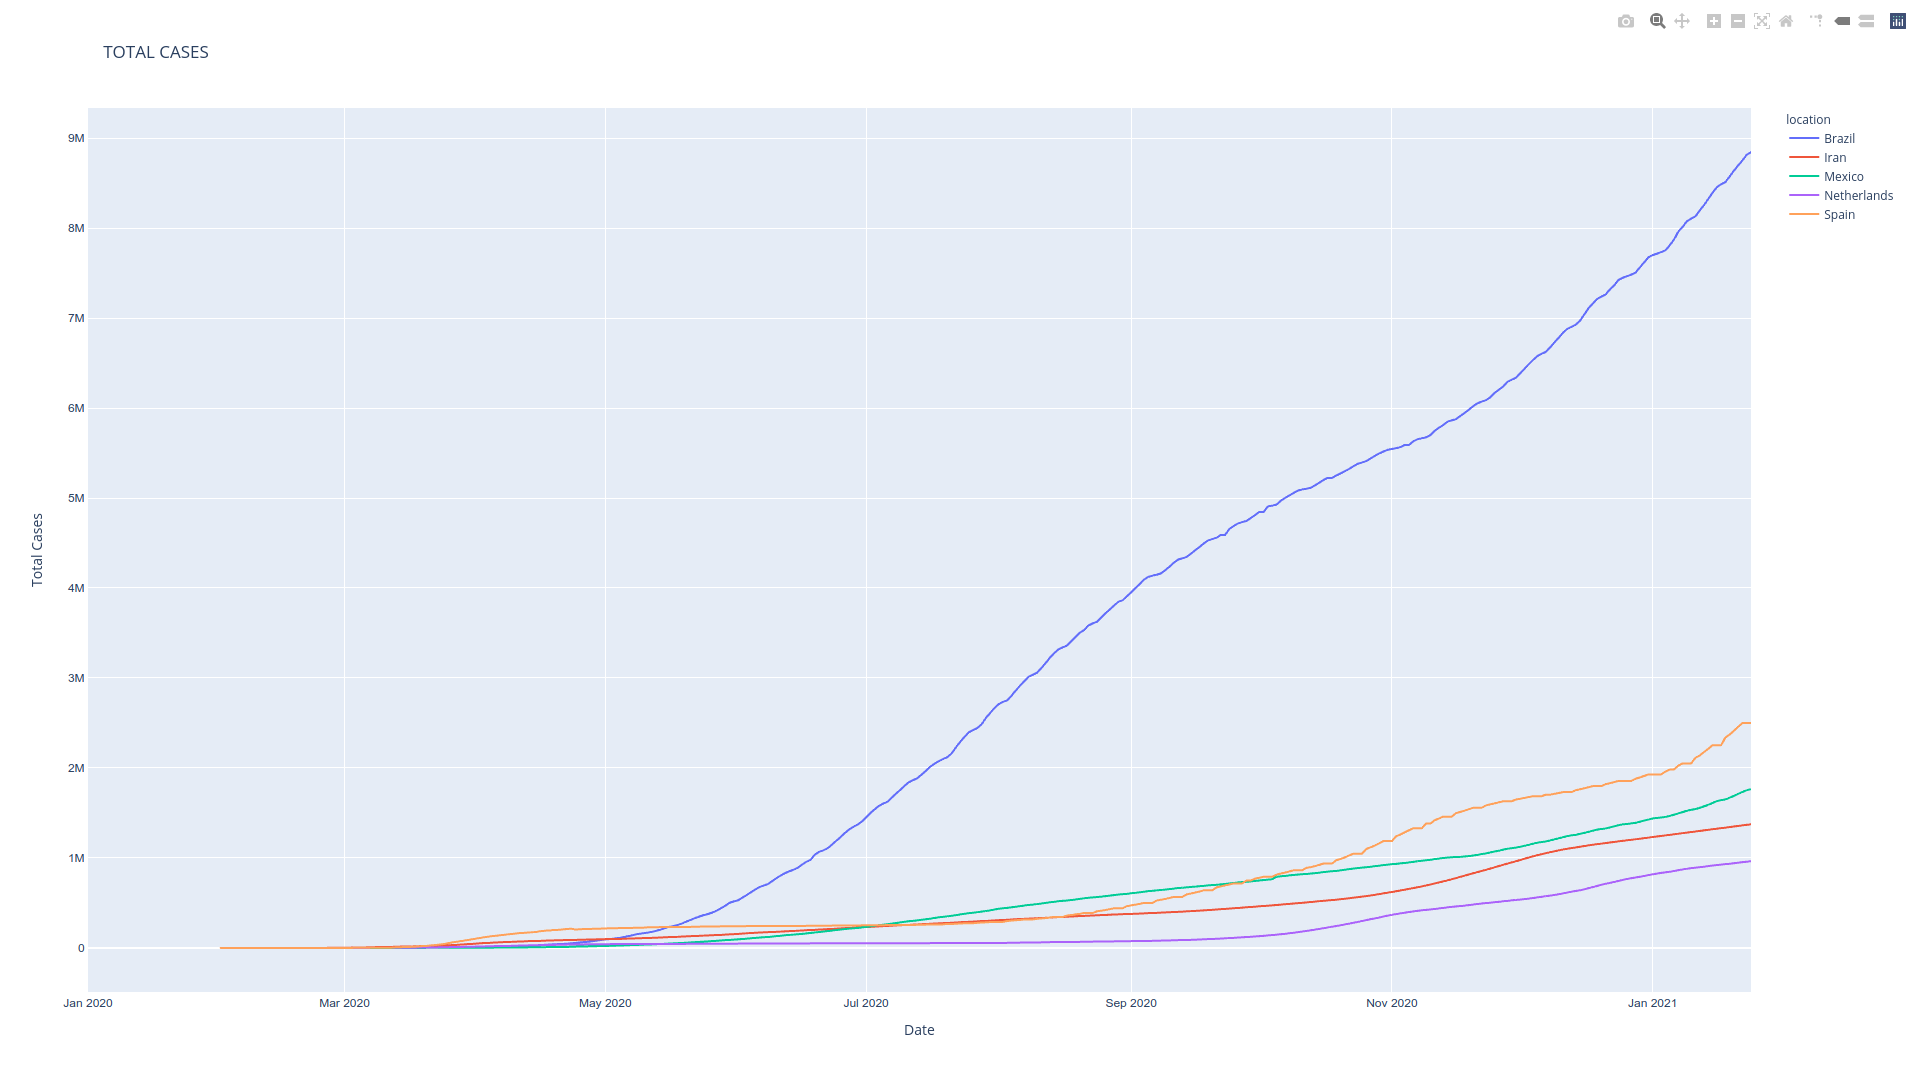 TOTAL CASES
location
Brazil
Iran
Mexico
Netherlands
Spain
9M
8M
7M
6M
5M
4M
3M
2M
1M
0
Total Cases
Jan 2020
Mar 2020
May 2020
Jul 2020
Sep 2020
Nov 2020
Jan 2021
Date